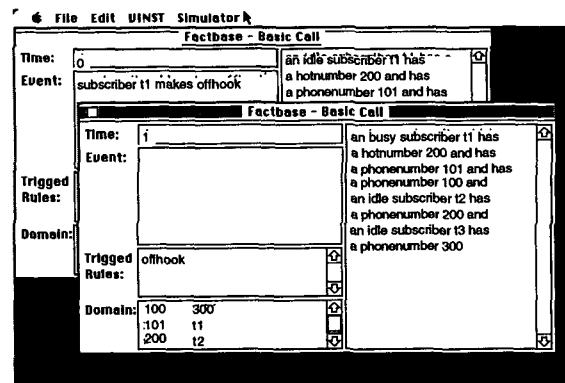 File Edit VINST Simulator
Factbase - Basic Call
Time: 0
Event: subscriber t1 makes offhook
an idle subscriber t1 has
a hotnumber 200 and has
a phonenumber 101 and has
Trigged
Rules:
Domain:
Factbase - Basic Call
Time: 1
Event:
an busy subscriber t1 has
a hotnumber 200 and has
a phonenumber 101 and has
a phonenumber 100 and
an idle subscriber t2 has
a phonenumber 200 and
an idle subscriber t3 has
a phonenumber 300
Trigged
Rules:
offhook
Domain: 100 300
101 t1
200 t2